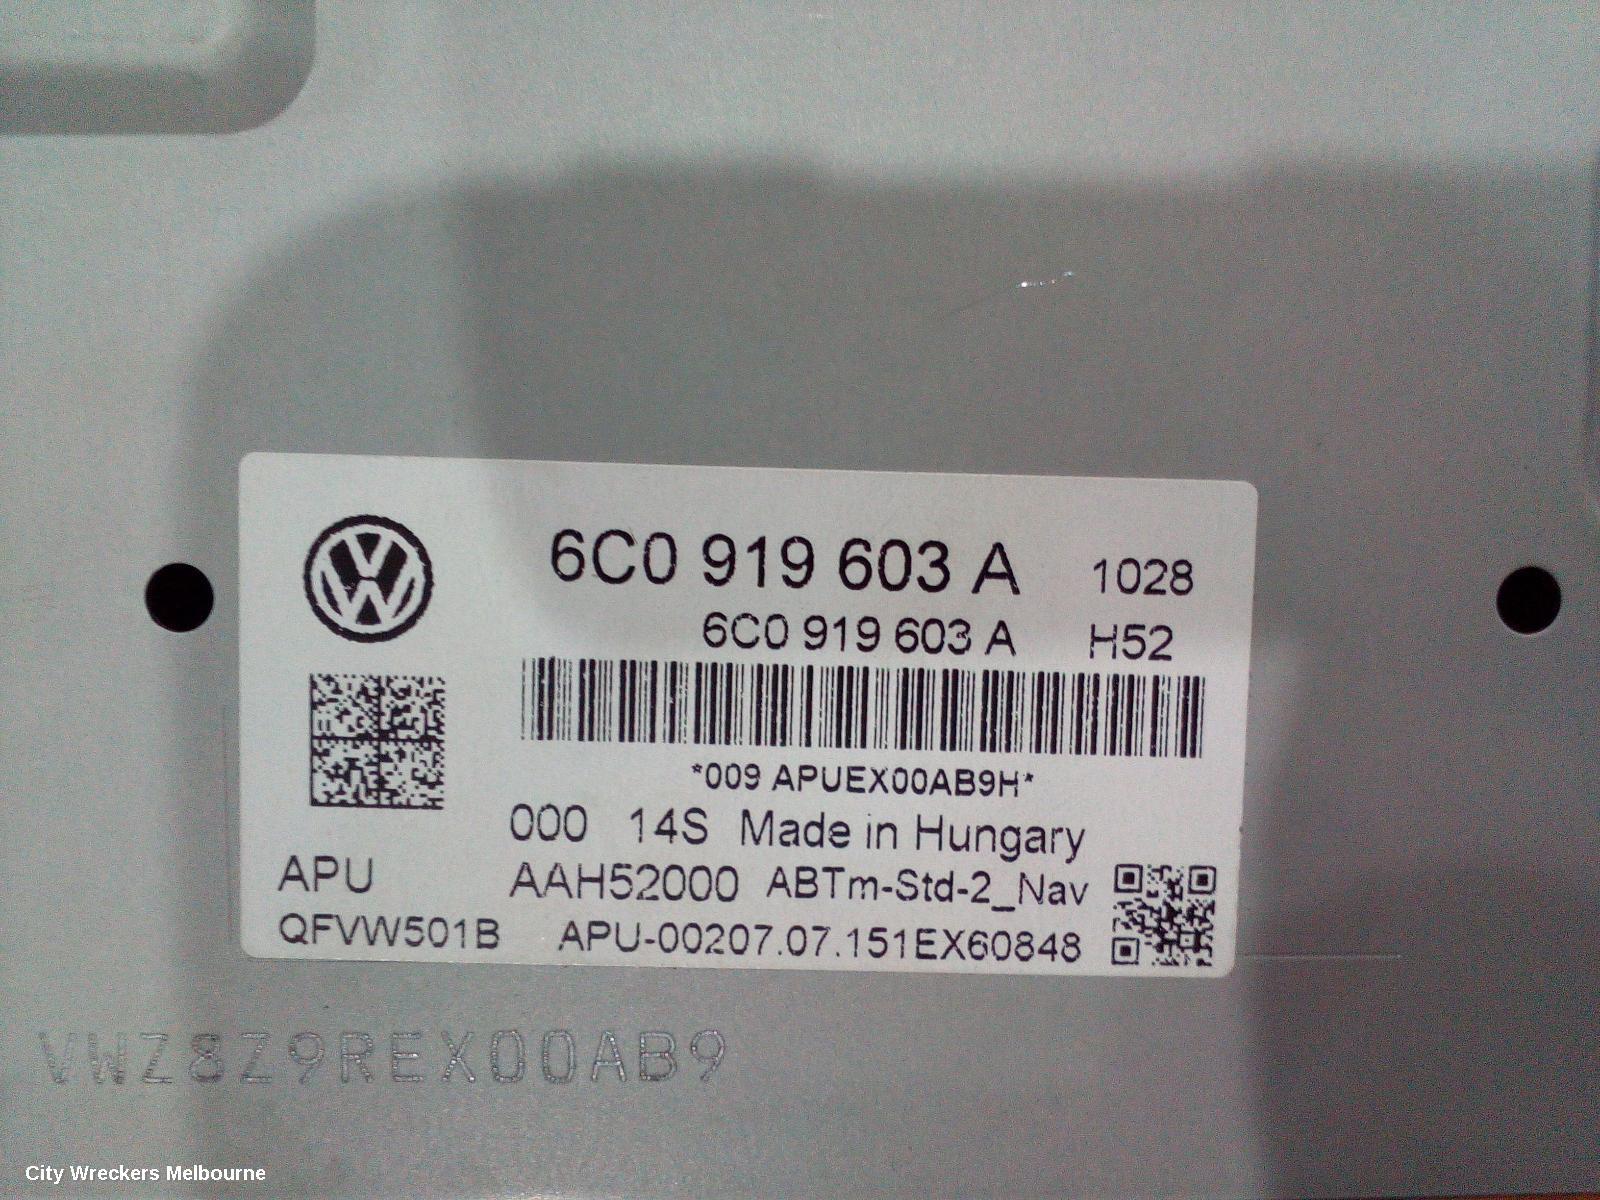 6C0 919 603 A 1028
6C0 919 603 A H52
*009 APUEX00AB9H*
000 14S Made in Hungary
APU AAH52000 ABTm-Std-2_Nav
QFVW501B APU-00207.07.151EX60848
VWZ8Z9REX00AB9
City Wreckers Melbourne